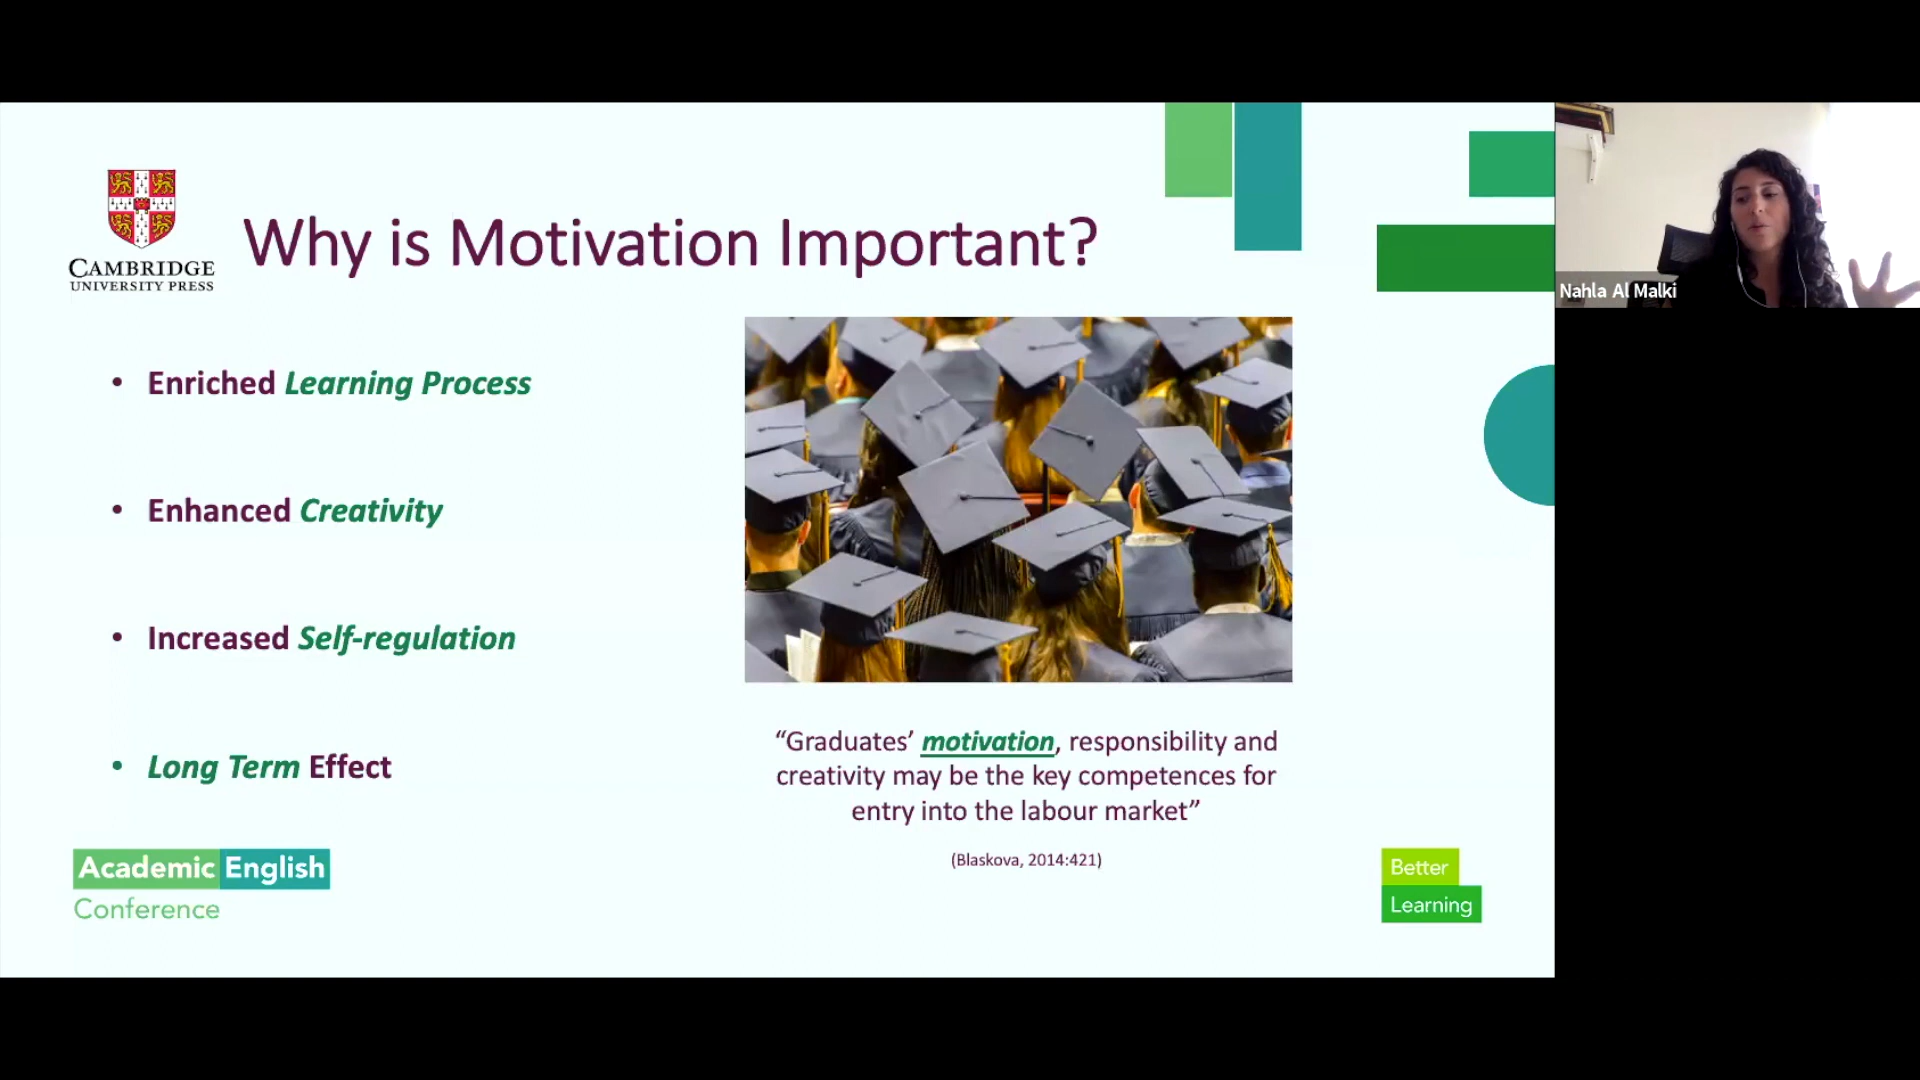 CAMBRIDGE
UNIVERSITY PRESS
Why is Motivation Important?
Nahla Al Malki
• Enriched Learning Process
• Enhanced Creativity
• Increased Self-regulation
• Long Term Effect
“Graduates’ motivation, responsibility and
creativity may be the key competences for
entry into the labour market”
(Blaskova, 2014:421)
Academic English
Conference
Better
Learning